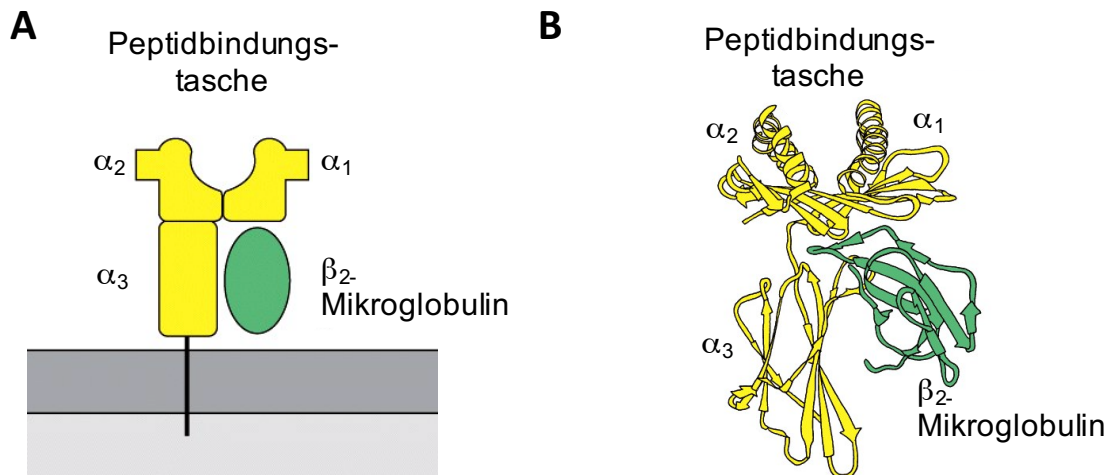 A
Peptidbindungs-
tasche
α2
α1
α3
β2-
Mikroglobulin
B
Peptidbindungs-
tasche
α2
α1
α3
β2-
Mikroglobulin